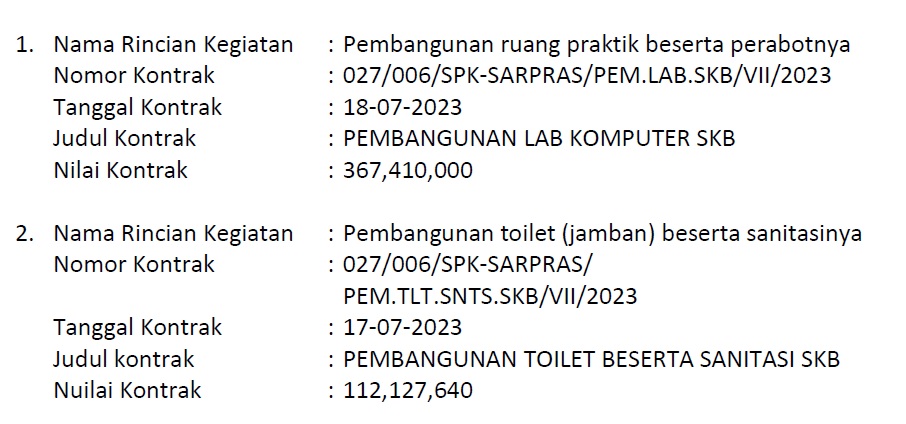 1. Nama Rincian Kegiatan : Pembangunan ruang praktik beserta perabotnya
Nomor Kontrak : 027/006/SPK-SARPRAS/PEM.LAB.SKB/VII/2023
Tanggal Kontrak : 18-07-2023
Judul Kontrak : PEMBANGUNAN LAB KOMPUTER SKB
Nilai Kontrak : 367,410,000
2. Nama Rincian Kegiatan : Pembangunan toilet (jamban) beserta sanitasinya
Nomor Kontrak : 027/006/SPK-SARPRAS/
PEM.TLT.SNTS.SKB/VII/2023
Tanggal Kontrak : 17-07-2023
Judul kontrak : PEMBANGUNAN TOILET BESERTA SANITASI SKB
Nuilai Kontrak : 112,127,640